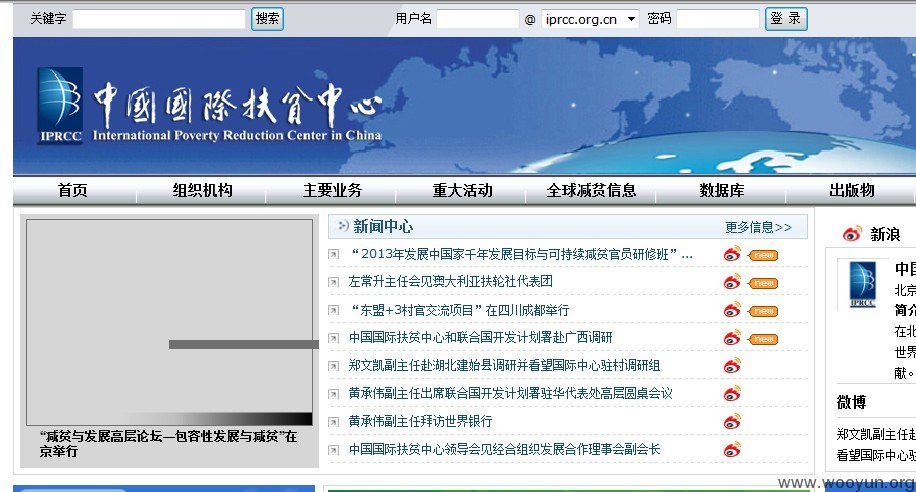 关键字 搜索 用户名 @ iprcc.org.cn 密码 登 录
中國國際扶貧中心
IPRCC International Poverty Reduction Center in China
首页 组织机构 主要业务 重大活动 全球减贫信息 数据库 出版物
新闻中心 更多信息>>
“2013年发展中国家千年发展目标与可持续减贫官员研修班”... new
左常升主任会见澳大利亚扶轮社代表团 new
“东盟+3村官交流项目”在四川成都举行 new
中国国际扶贫中心和联合国开发计划署赴广西调研 new
郑文凯副主任赴湖北建始县调研并看望国际中心驻村调研组
黄承伟副主任出席联合国开发计划署驻华代表处高层圆桌会议
黄承伟副主任拜访世界银行
中国国际扶贫中心领导会见经合组织发展合作理事会副会长
“减贫与发展高层论坛—包容性发展与减贫”在
京举行
新浪
IPRCC
中国
北京
简介
在北
世界
献。
微博
郑文凯副主任赴
看望国际中心驻
www.wooyun.org